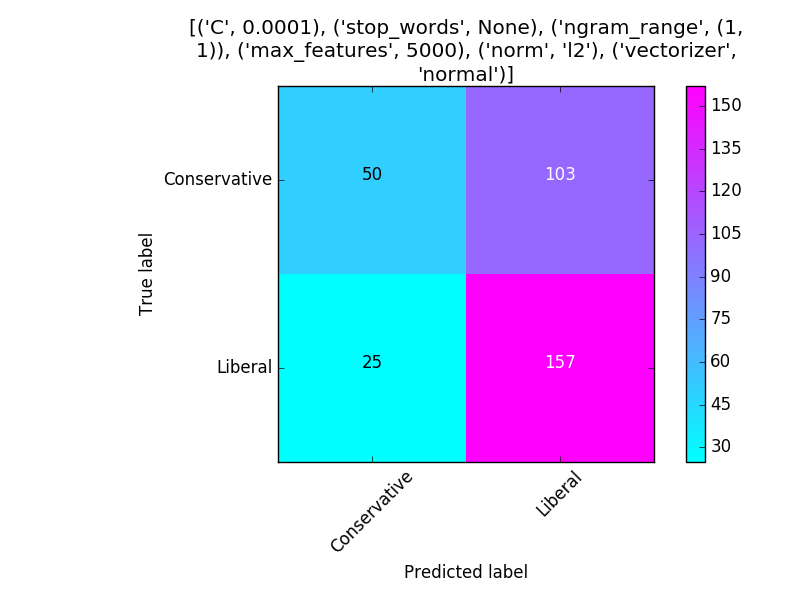 [('C', 0.0001), ('stop_words', None), ('ngram_range', (1,
1)), ('max_features', 5000), ('norm', 'l2'), ('vectorizer',
'normal')]
True label
Conservative
50
103
Liberal
25
157
Conservative
Liberal
Predicted label
150
135
120
105
90
75
60
45
30